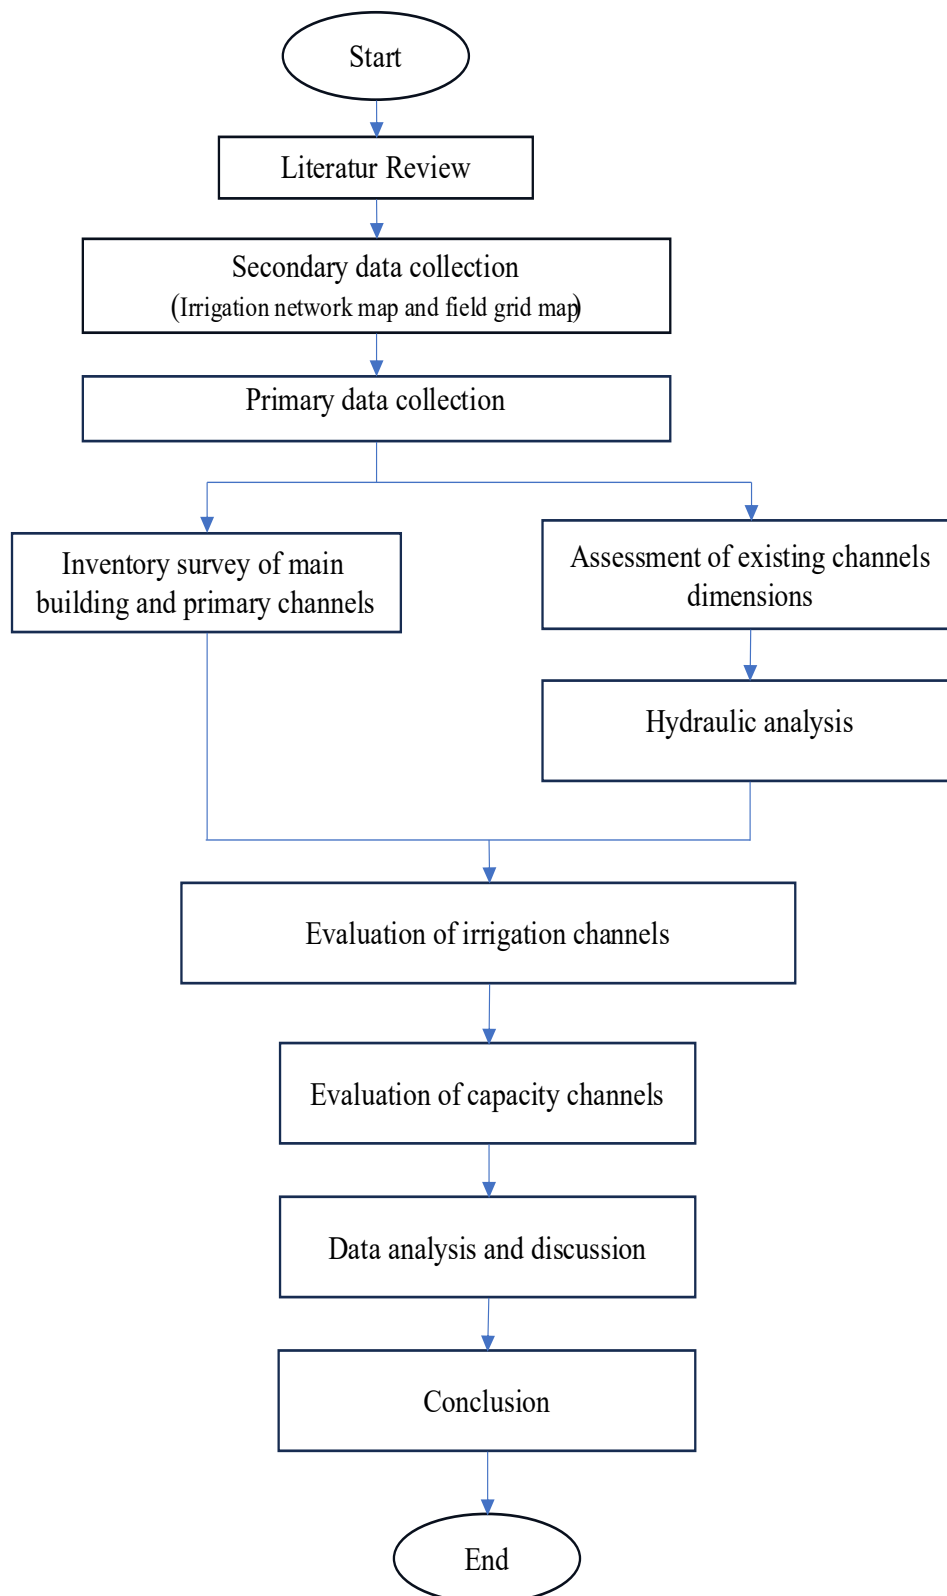 Start
Literatur Review
Secondary data collection
(Irrigation network map and field grid map)
Primary data collection
Inventory survey of main
building and primary channels
Assessment of existing channels
dimensions
Hydraulic analysis
Evaluation of irrigation channels
Evaluation of capacity channels
Data analysis and discussion
Conclusion
End